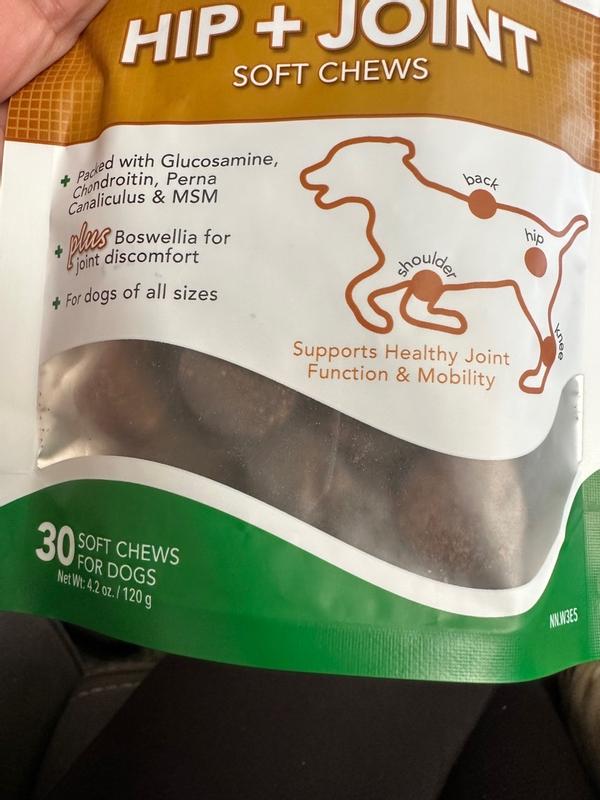 HIP + JOINT
SOFT CHEWS
Packed with Glucosamine,
Chondroitin, Perna
Canaliculus & MSM
plus Boswellia for
joint discomfort
For dogs of all sizes
back
hip
shoulder
knee
Supports Healthy Joint
Function & Mobility
30 SOFT CHEWS
FOR DOGS
Net Wt: 4.2 oz. / 120 g
NN.W3E5